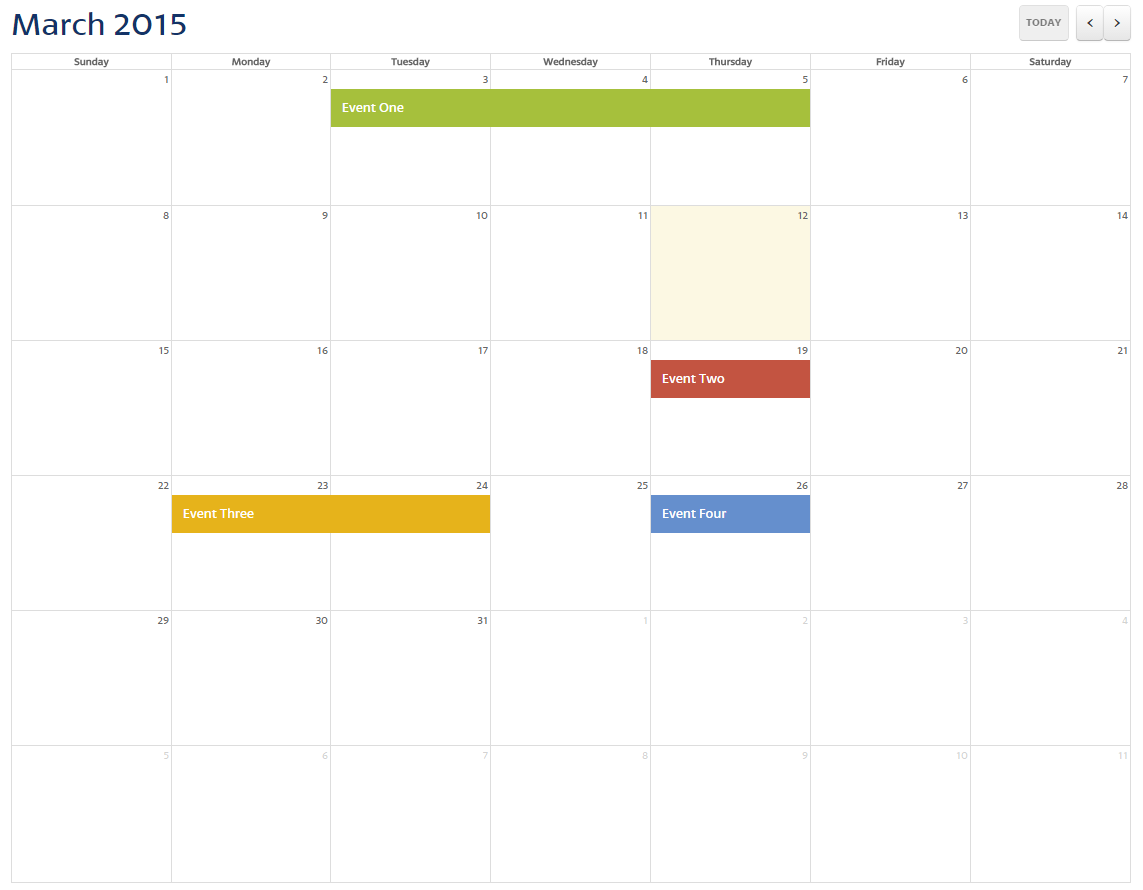 March 2015
TODAY < >
Sunday Monday Tuesday Wednesday Thursday Friday Saturday
1 2 3 4 5 6 7
Event One
8 9 10 11 12 13 14
15 16 17 18 19 20 21
Event Two
22 23 24 25 26 27 28
Event Three Event Four
29 30 31 1 2 3 4
5 6 7 8 9 10 11